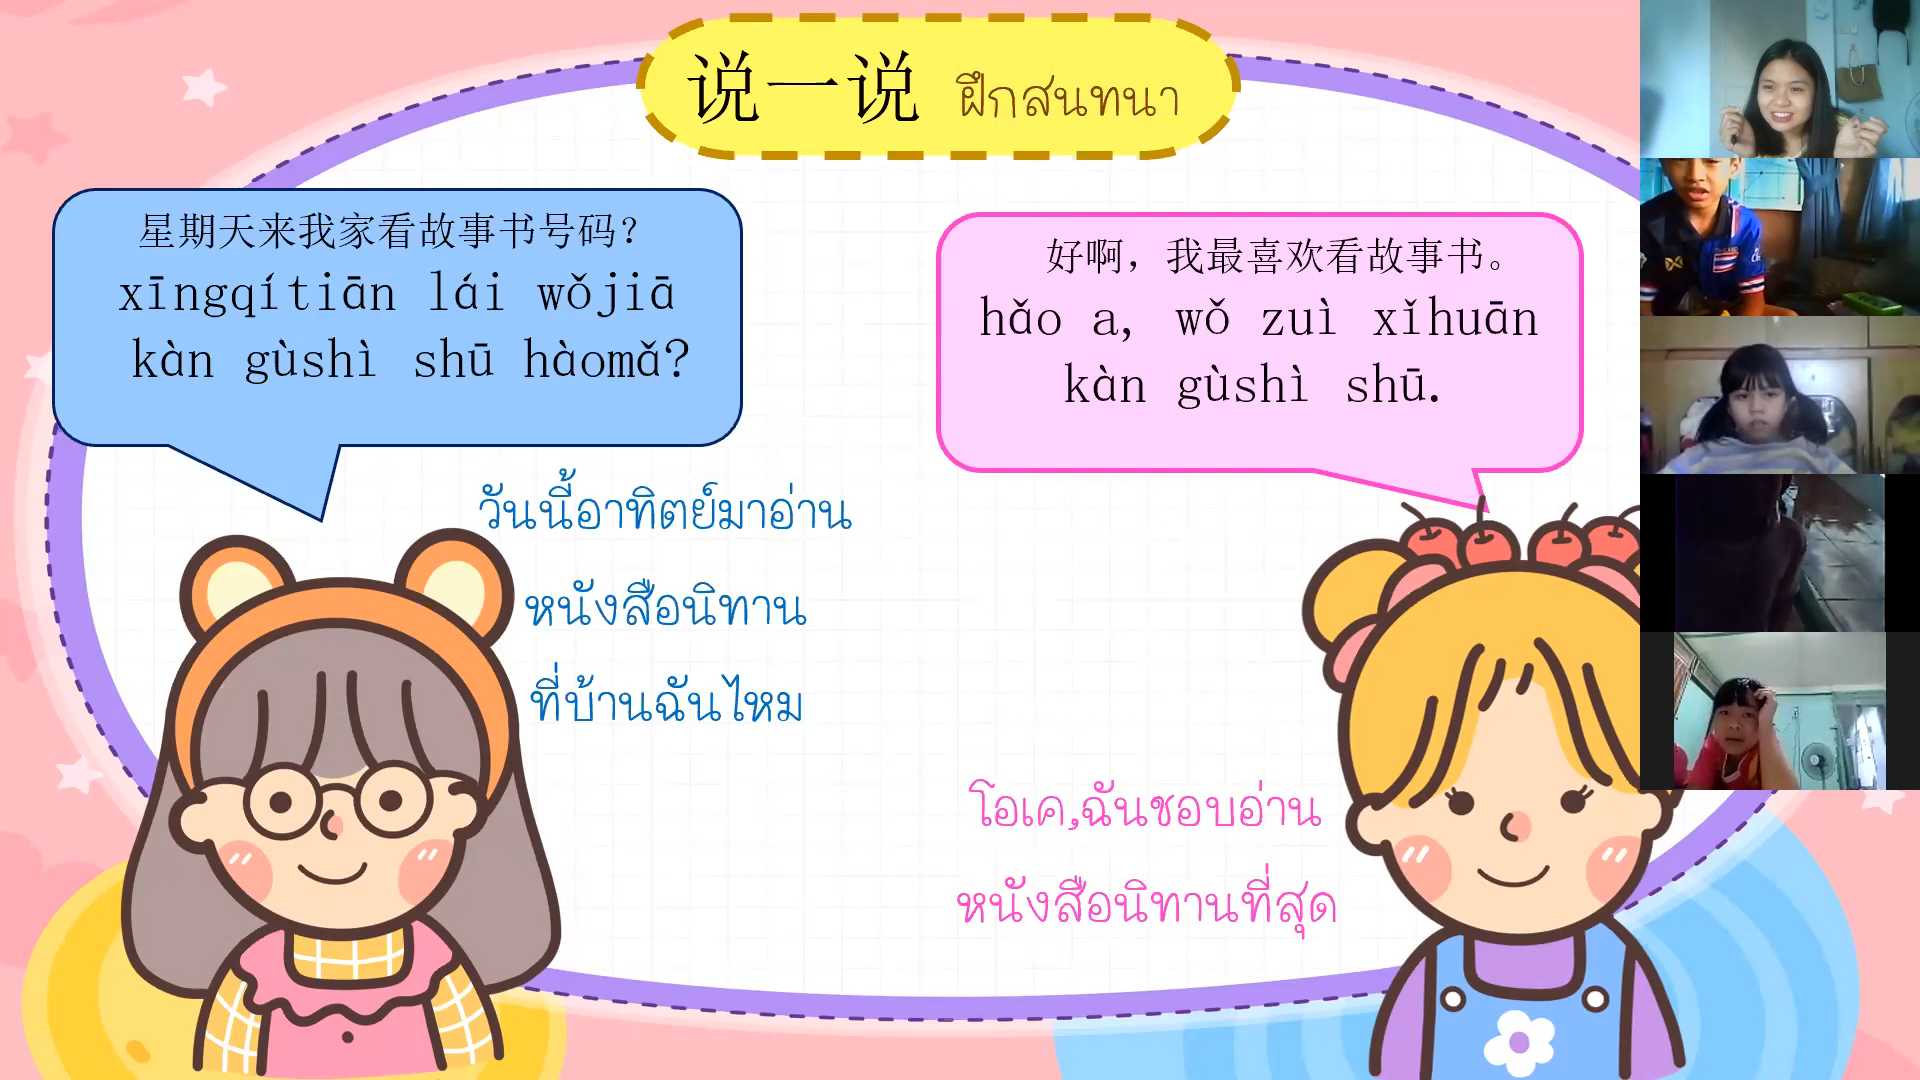 说一说 ฝึกสนทนา
星期天来我家看故事书号码？
xīngqítiān lái wǒjiā
kàn gùshì shū hàomǎ?
好啊，我最喜欢看故事书。
hǎo a, wǒ zuì xǐhuān
kàn gùshì shū.
วันนี้อาทิตย์มาอ่าน
หนังสือนิทาน
ที่บ้านฉันไหม
โอเค,ฉันชอบอ่าน
หนังสือนิทานที่สุด